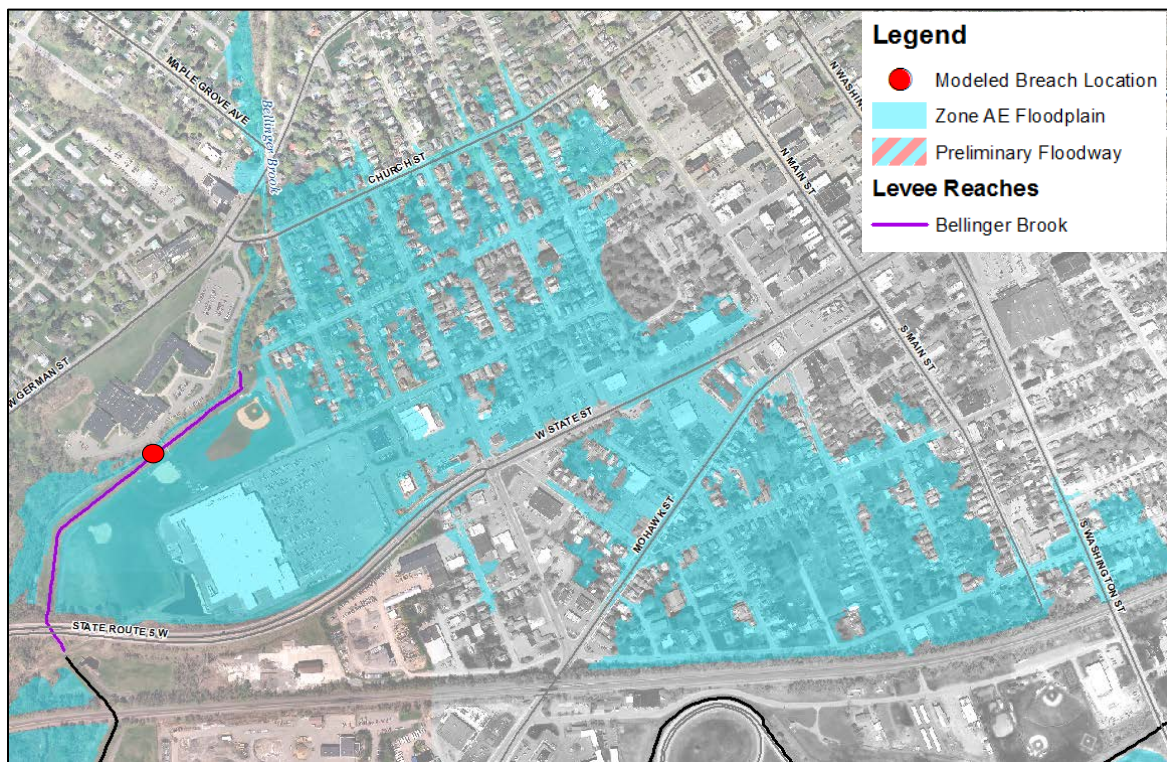 Legend
Modeled Breach Location
Zone AE Floodplain
Preliminary Floodway
Levee Reaches
Bellinger Brook
MAPLE GROVE AVE
Bellinger Brook
CHURCH ST
N WASHING
N MAIN ST
W GERMAN ST
W STATE ST
S MAIN ST
MOHAWK ST
S WASHINGTON ST
STATE ROUTE 5 W